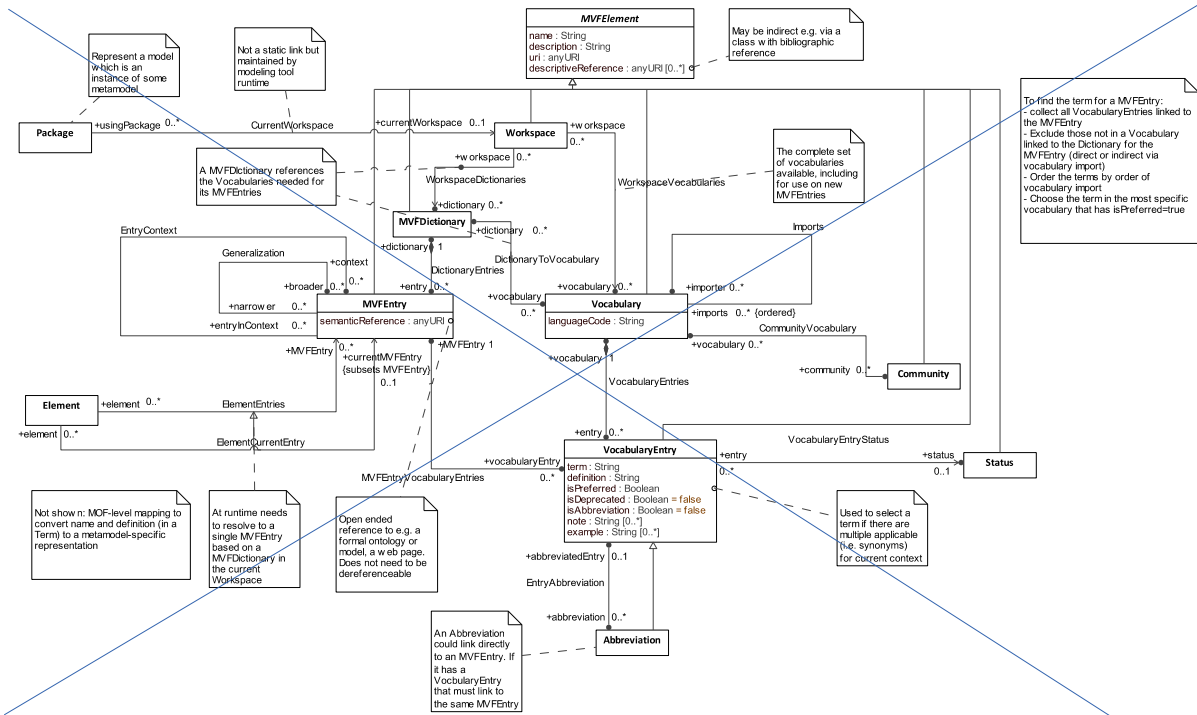 MVFElement
name : String
description : String
uri : anyURI
descriptiveReference : anyURI [0..*]
May be indirect e.g. via a
class with bibliographic
reference
Represent a model
which is an
instance of some
metamodel
Not a static link but
maintained by
modeling tool
runtime
To find the term for a MVFEntry:
- collect all VocabularyEntries linked to
the MVFEntry
- Exclude those not in a Vocabulary
linked to the Dictionary for the
MVFEntry (direct or indirect via
vocabulary import)
- Order the terms by order of
vocabulary import
- Choose the term in the most specific
vocabulary that has isPreferred=true
Package
+usingPackage 0..*
CurrentWorkspace
+currentWorkspace 0..1
Workspace
+workspace
0..*
+workspace 0..*
WorkspaceDictionaries
A MVFDIctionary references
the Vocabularies needed for
its MVFEntries
The complete set
of vocabularies
available, including
for use on new
MVFEntries
WorkspaceVocabularies
+dictionary 0..*
MVFDictionary
+dictionary 0..*
+dictionary 1
DictionaryToVocabulary
DictionaryEntries
EntryContext
Generalization
+context
0..*
+broader 0..*
+entry 0..*
+narrower 0..*
+entryInContext 0..*
MVFEntry
semanticReference : anyURI
+vocabulary
0..*
+vocabulary 0..*
Vocabulary
languageCode : String
Imports
+importer 0..*
+imports 0..* {ordered}
CommunityVocabulary
+vocabulary 0..*
+community 0..*
Community
+MVFEntry 0..*
+currentMVFEntry
{subsets MVFEntry}
0..1
+MVFEntry 1
+vocabulary 1
VocabularyEntries
+entry 0..*
Element
+element 0..*
ElementEntries
+element 0..*
ElementCurrentEntry
MVFEntryVocabularyEntries
+vocabularyEntry
0..*
VocabularyEntry
term : String
definition : String
isPreferred : Boolean
isDeprecated : Boolean = false
isAbbreviation : Boolean = false
note : String [0..*]
example : String [0..*]
+entry
0..*
VocabularyEntryStatus
+status
0..1
Status
Not shown: MOF-level mapping to
convert name and definition (in a
Term) to a metamodel-specific
representation
At runtime needs
to resolve to a
single MVFEntry
based on a
MVFDictionary in
the current
Workspace
Open ended
reference to e.g. a
formal ontology or
model, a web page.
Does not need to be
dereferenceable
Used to select a
term if there are
multiple applicable
(i.e. synonyms)
for current context
+abbreviatedEntry 0..1
EntryAbbreviation
+abbreviation 0..*
Abbreviation
An Abbreviation
could link directly
to an MVFEntry. If
it has a
VocbularyEntry
that must link to
the same MVFEntry